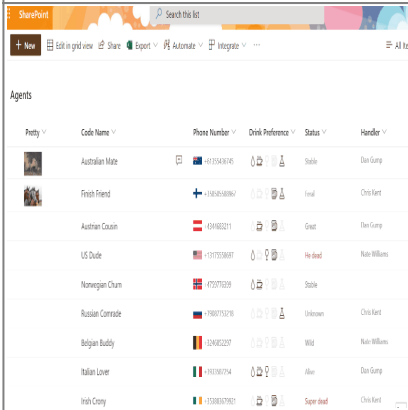 SharePoint
Search this list
New Edit in grid view Share Export Automate Integrate ···
Agents
Pretty Code Name Phone Number Drink Preference Status Handler
Australian Mate Stable Dan Gump
Finish Friend Feral Chris Kent
Austrian Cousin Great Dan Gump
US Dude He dead Nate Williams
Norwegian Chum Stable
Russian Comrade Unknown Chris Kent
Belgian Buddy Wild Nate Williams
Italian Lover Alive Dan Gump
Irish Crony Super dead Chris Kent